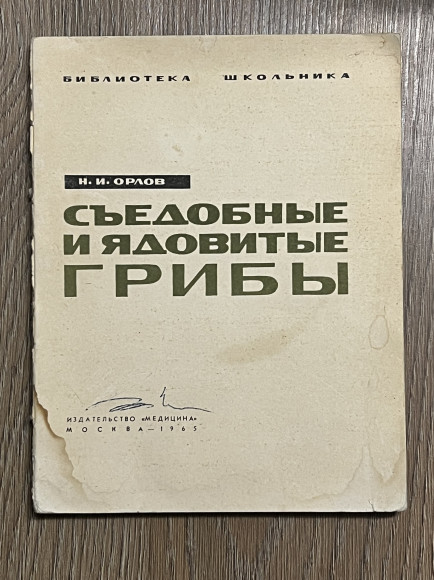 БИБЛИОТЕКА ШКОЛЬНИКА
Н. И. ОРЛОВ
СЪЕДОБНЫЕ
И ЯДОВИТЫЕ
ГРИБЫ
ИЗДАТЕЛЬСТВО «МЕДИЦИНА»
МОСКВА—1965